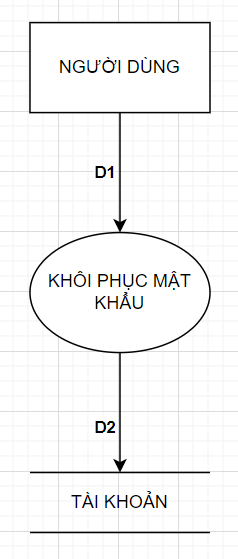 NGƯỜI DÙNG
D1
KHÔI PHỤC MẬT
KHẨU
D2
TÀI KHOẢN